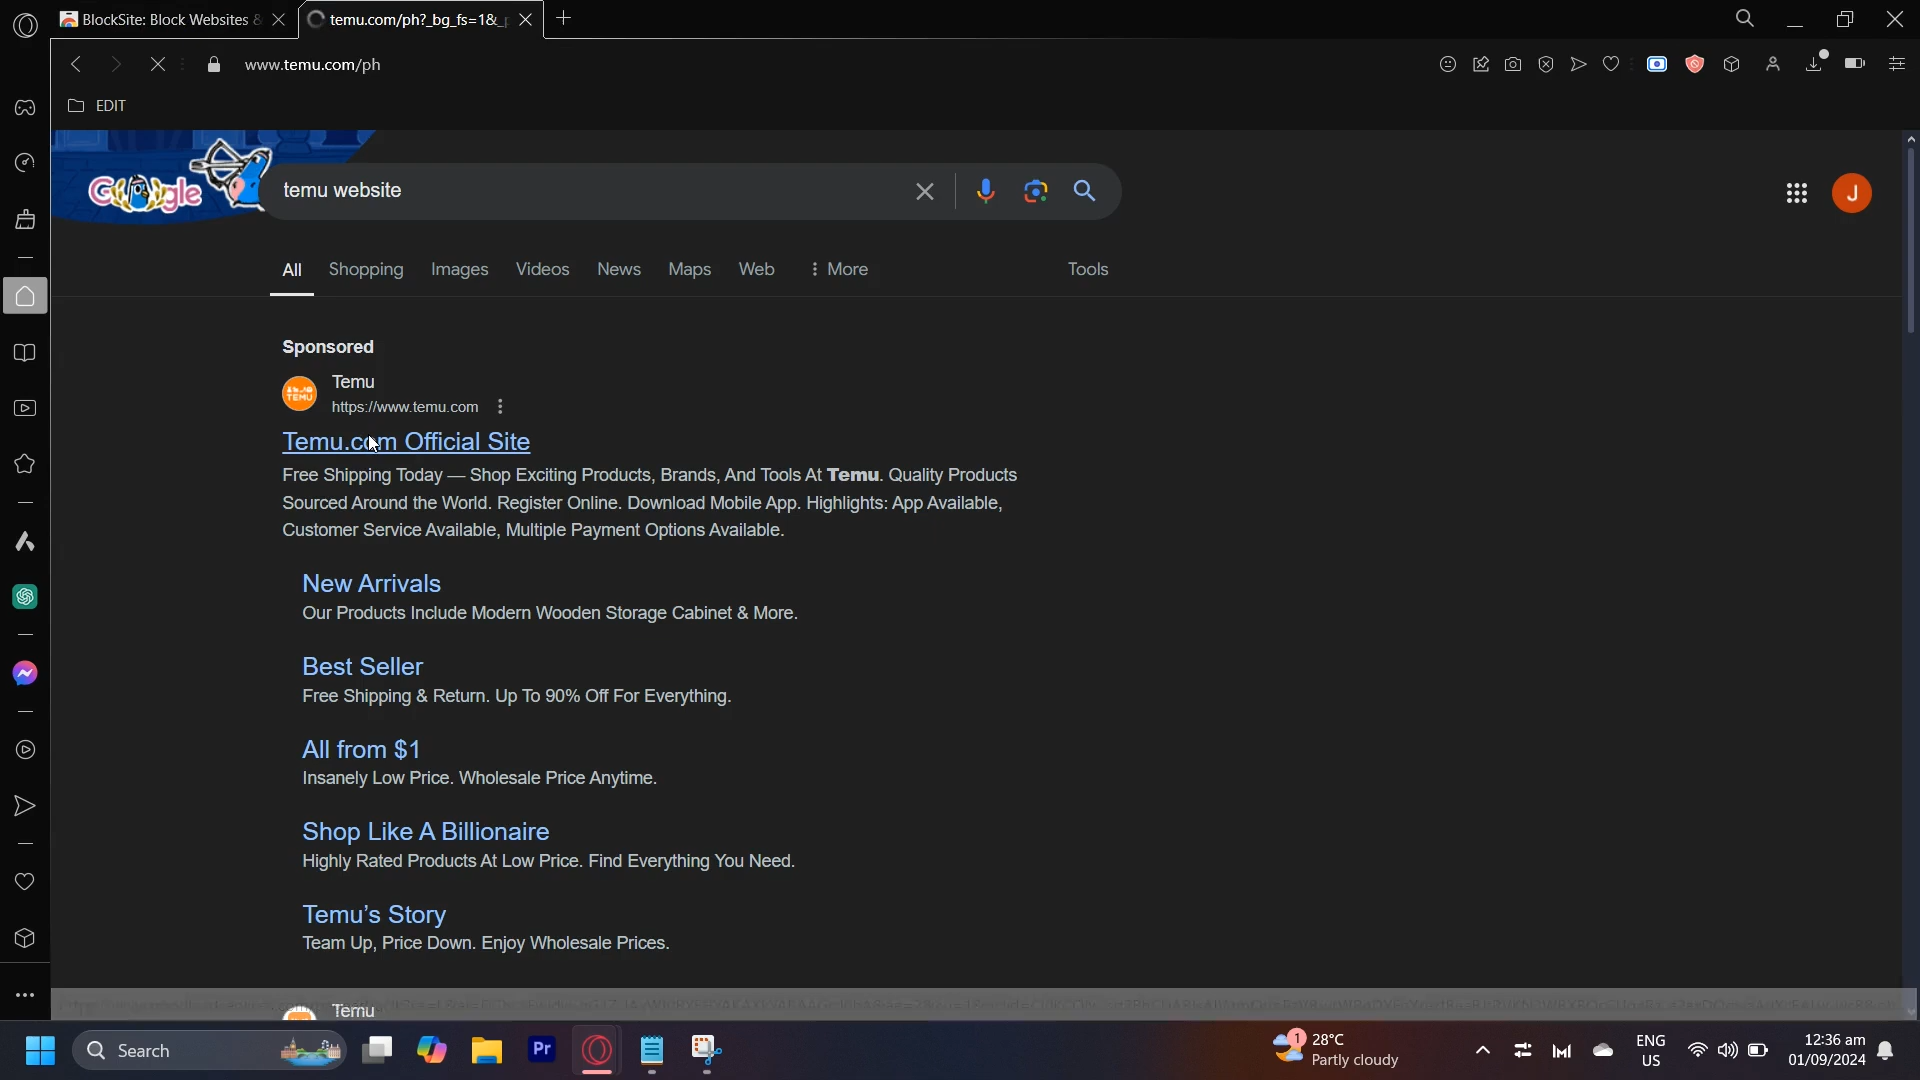 BlockSite: Block Websites &
temu.com/ph?_bg_fs=1&_p
www.temu.com/ph
EDIT
Google
temu website
J
All
Shopping
Images
Videos
News
Maps
Web
More
Tools
Sponsored
TEMU
Temu
https://www.temu.com
Temu.com Official Site
Free Shipping Today — Shop Exciting Products, Brands, And Tools At Temu. Quality Products
Sourced Around the World. Register Online. Download Mobile App. Highlights: App Available,
Customer Service Available, Multiple Payment Options Available.
New Arrivals
Our Products Include Modern Wooden Storage Cabinet & More.
Best Seller
Free Shipping & Return. Up To 90% Off For Everything.
All from $1
Insanely Low Price. Wholesale Price Anytime.
Shop Like A Billionaire
Highly Rated Products At Low Price. Find Everything You Need.
Temu's Story
Team Up, Price Down. Enjoy Wholesale Prices.
Temu
Search
Pr
1
28°C
Partly cloudy
ENG
US
12:36 am
01/09/2024